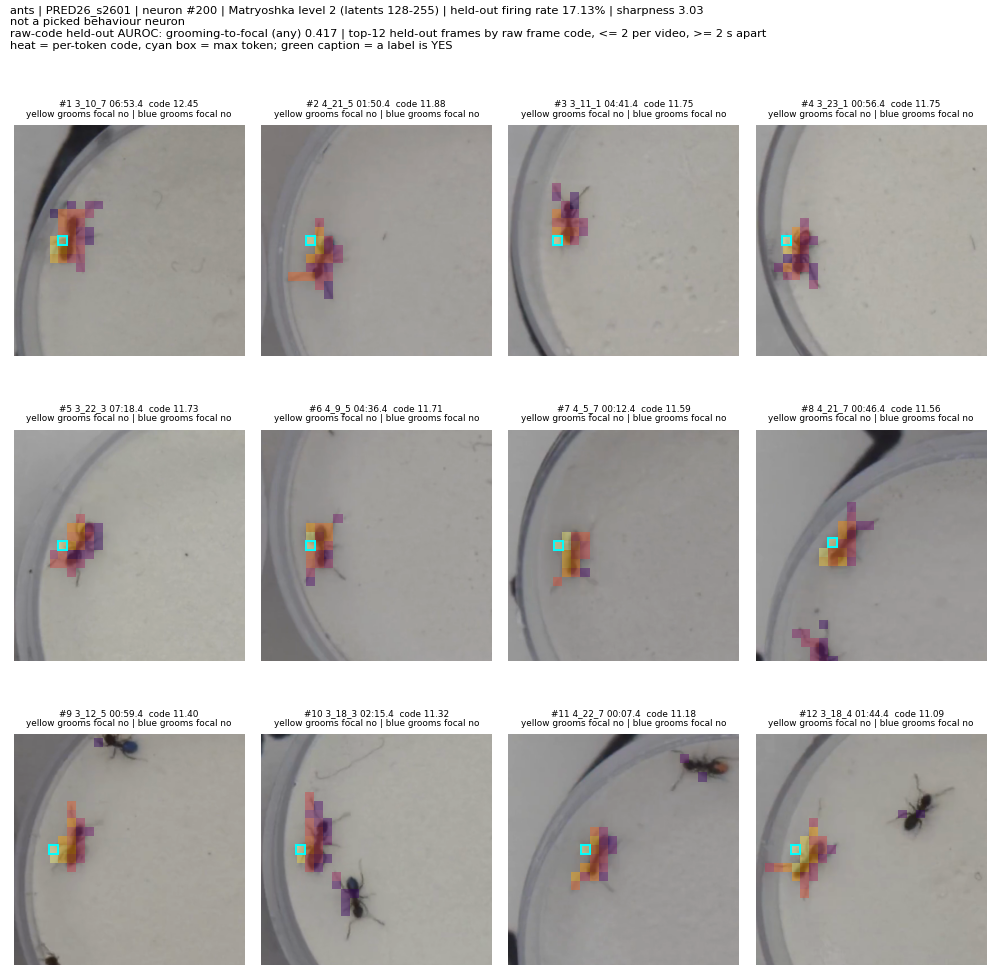 ants | PRED26_s2601 | neuron #200 | Matryoshka level 2 (latents 128-255) | held-out firing rate 17.13% | sharpness 3.03
not a picked behaviour neuron
raw-code held-out AUROC: grooming-to-focal (any) 0.417 | top-12 held-out frames by raw frame code, <= 2 per video, >= 2 s apart
heat = per-token code, cyan box = max token; green caption = a label is YES
#1 3_10_7 06:53.4 code 12.45
yellow grooms focal no | blue grooms focal no
#2 4_21_5 01:50.4 code 11.88
yellow grooms focal no | blue grooms focal no
#3 3_11_1 04:41.4 code 11.75
yellow grooms focal no | blue grooms focal no
#4 3_23_1 00:56.4 code 11.75
yellow grooms focal no | blue grooms focal no
#5 3_22_3 07:18.4 code 11.73
yellow grooms focal no | blue grooms focal no
#6 4_9_5 04:36.4 code 11.71
yellow grooms focal no | blue grooms focal no
#7 4_5_7 00:12.4 code 11.59
yellow grooms focal no | blue grooms focal no
#8 4_21_7 00:46.4 code 11.56
yellow grooms focal no | blue grooms focal no
#9 3_12_5 00:59.4 code 11.40
yellow grooms focal no | blue grooms focal no
#10 3_18_3 02:15.4 code 11.32
yellow grooms focal no | blue grooms focal no
#11 4_22_7 00:07.4 code 11.18
yellow grooms focal no | blue grooms focal no
#12 3_18_4 01:44.4 code 11.09
yellow grooms focal no | blue grooms focal no